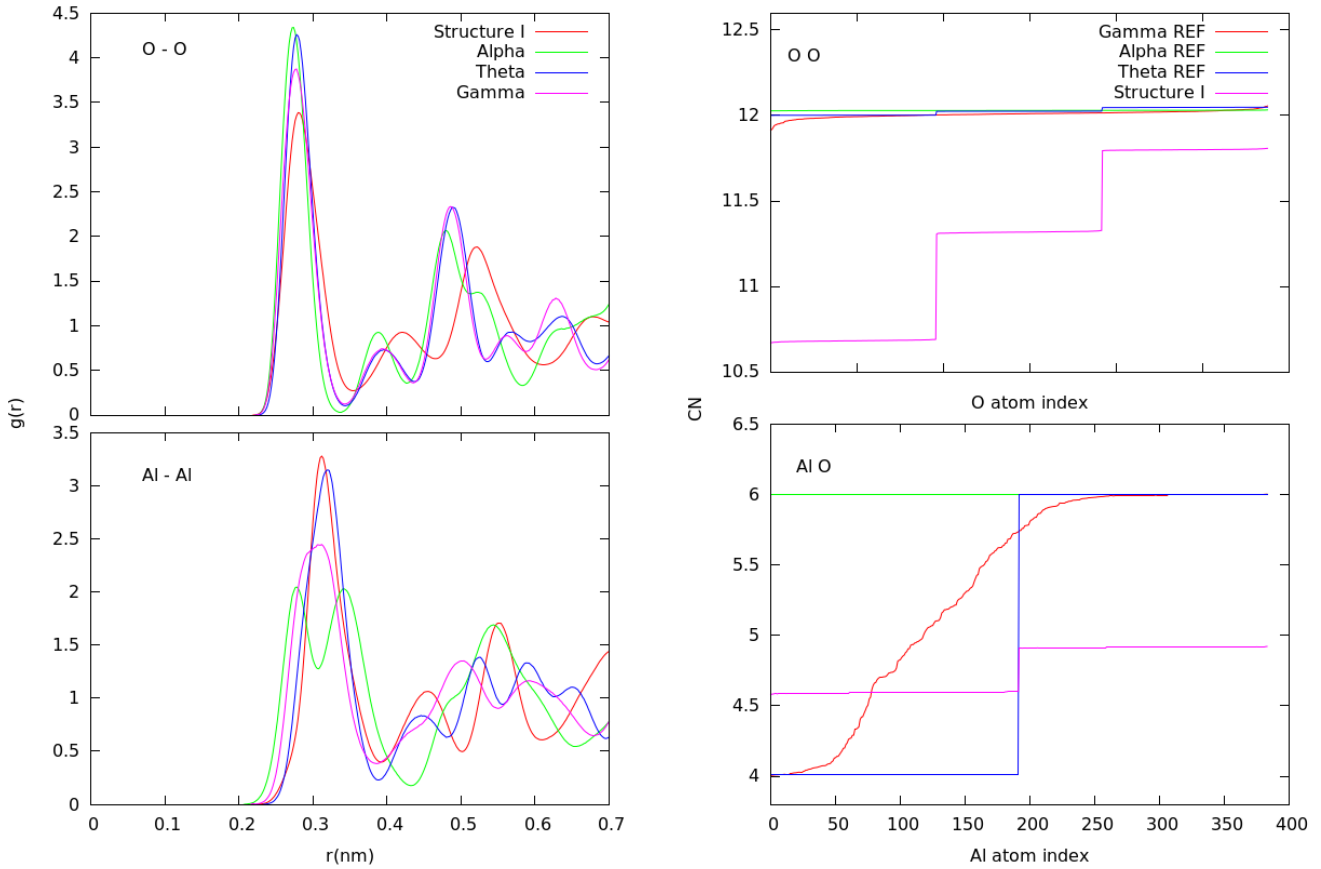 4.5
4
3.5
3
2.5
2
1.5
1
0.5
0
O - O
Structure I
Alpha
Theta
Gamma
g(r)
3.5
3
2.5
2
1.5
1
0.5
0
Al - Al
0 0.1 0.2 0.3 0.4 0.5 0.6 0.7
r(nm)
12.5
12
11.5
11
10.5
O O
Gamma REF
Alpha REF
Theta REF
Structure I
O atom index
CN
6.5
6
5.5
5
4.5
4
Al O
0 50 100 150 200 250 300 350 400
Al atom index